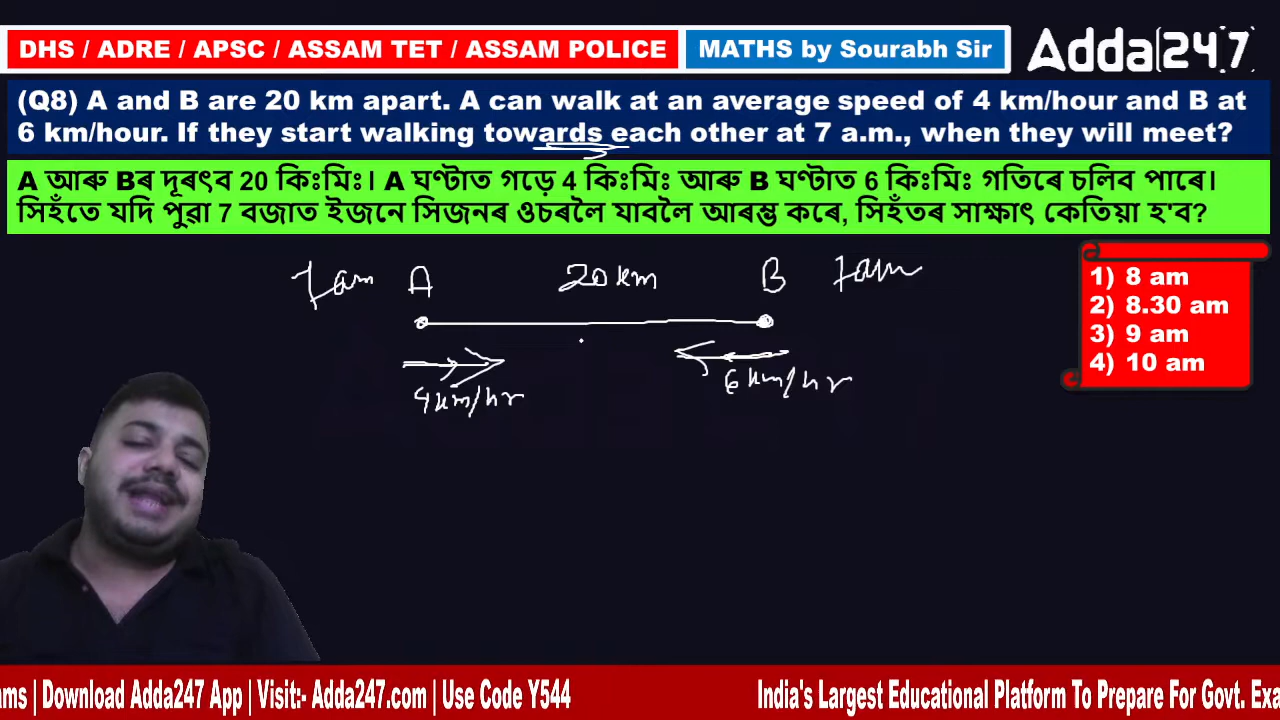 DHS / ADRE / APSC / ASSAM TET / ASSAM POLICE
MATHS by Sourabh Sir
Adda247
(Q8) A and B are 20 km apart. A can walk at an average speed of 4 km/hour and B at
6 km/hour. If they start walking towards each other at 7 a.m., when they will meet?
A আৰু Bৰ দূৰৎব 20 কিঃমিঃ। A ঘণ্টাত গড়ে 4 কিঃমিঃ আৰু B ঘণ্টাত 6 কিঃমিঃ গতিৰে চলিব পাৰে।
সিহঁতে যদি পুৱা 7 বজাত ইজনে সিজনৰ ওচৰলৈ যাবলৈ আৰম্ভ কৰে, সিহঁতৰ সাক্ষাৎ কেতিয়া হ'ব?
7am A 20 km B 7am
4km/hr 6 km/hr
1) 8 am
2) 8.30 am
3) 9 am
4) 10 am
ams | Download Adda247 App | Visit:- Adda247.com | Use Code Y544
India's Largest Educational Platform To Prepare For Govt. Exa